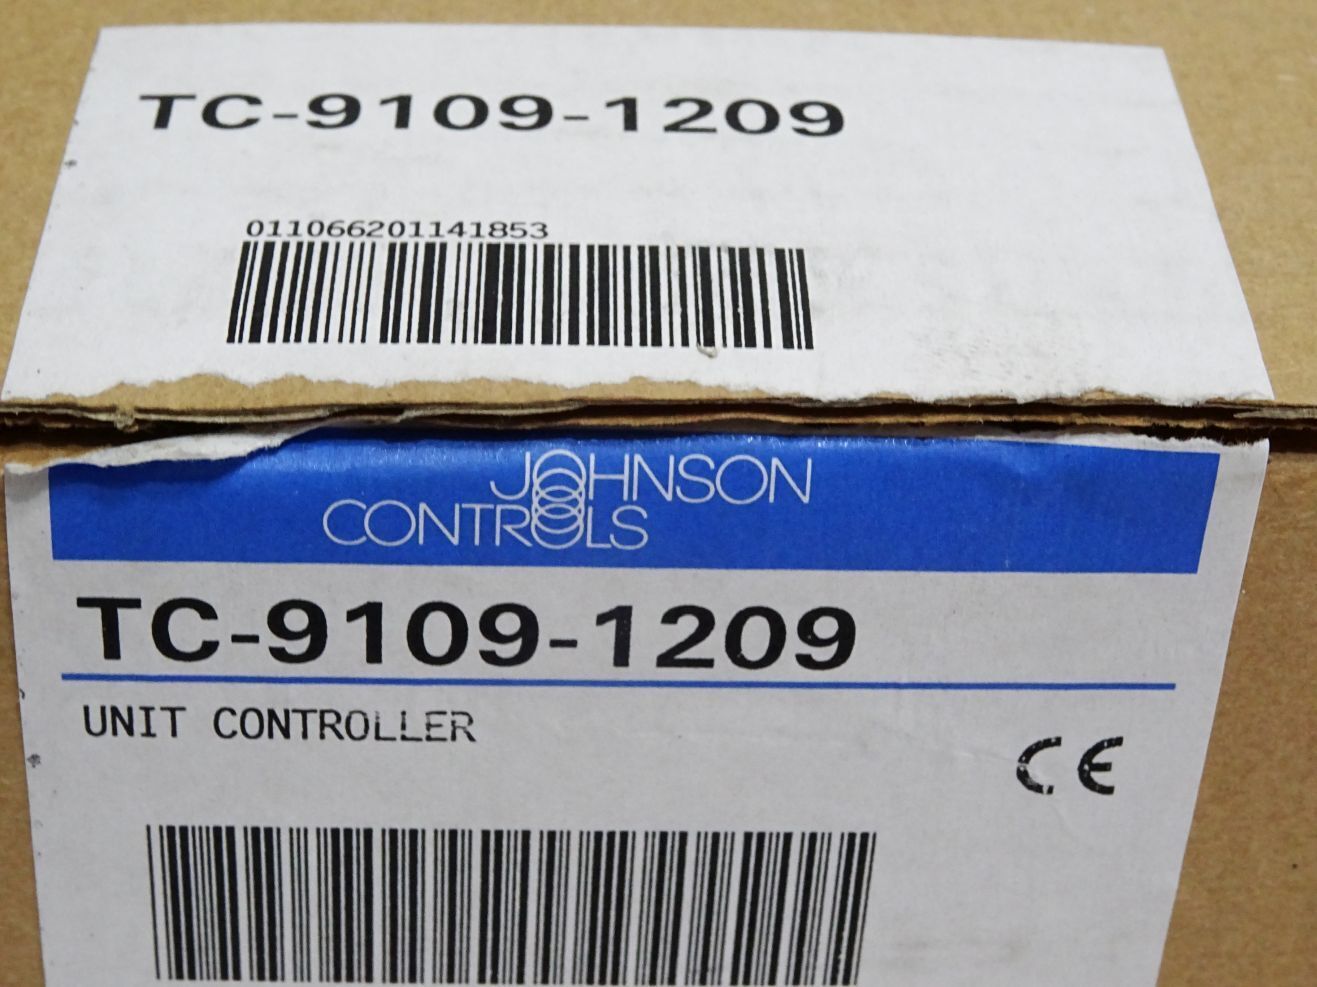 TC-9109-1209
011066201141853
JOHNSON
CONTROLS
TC-9109-1209
UNIT CONTROLLER
CE